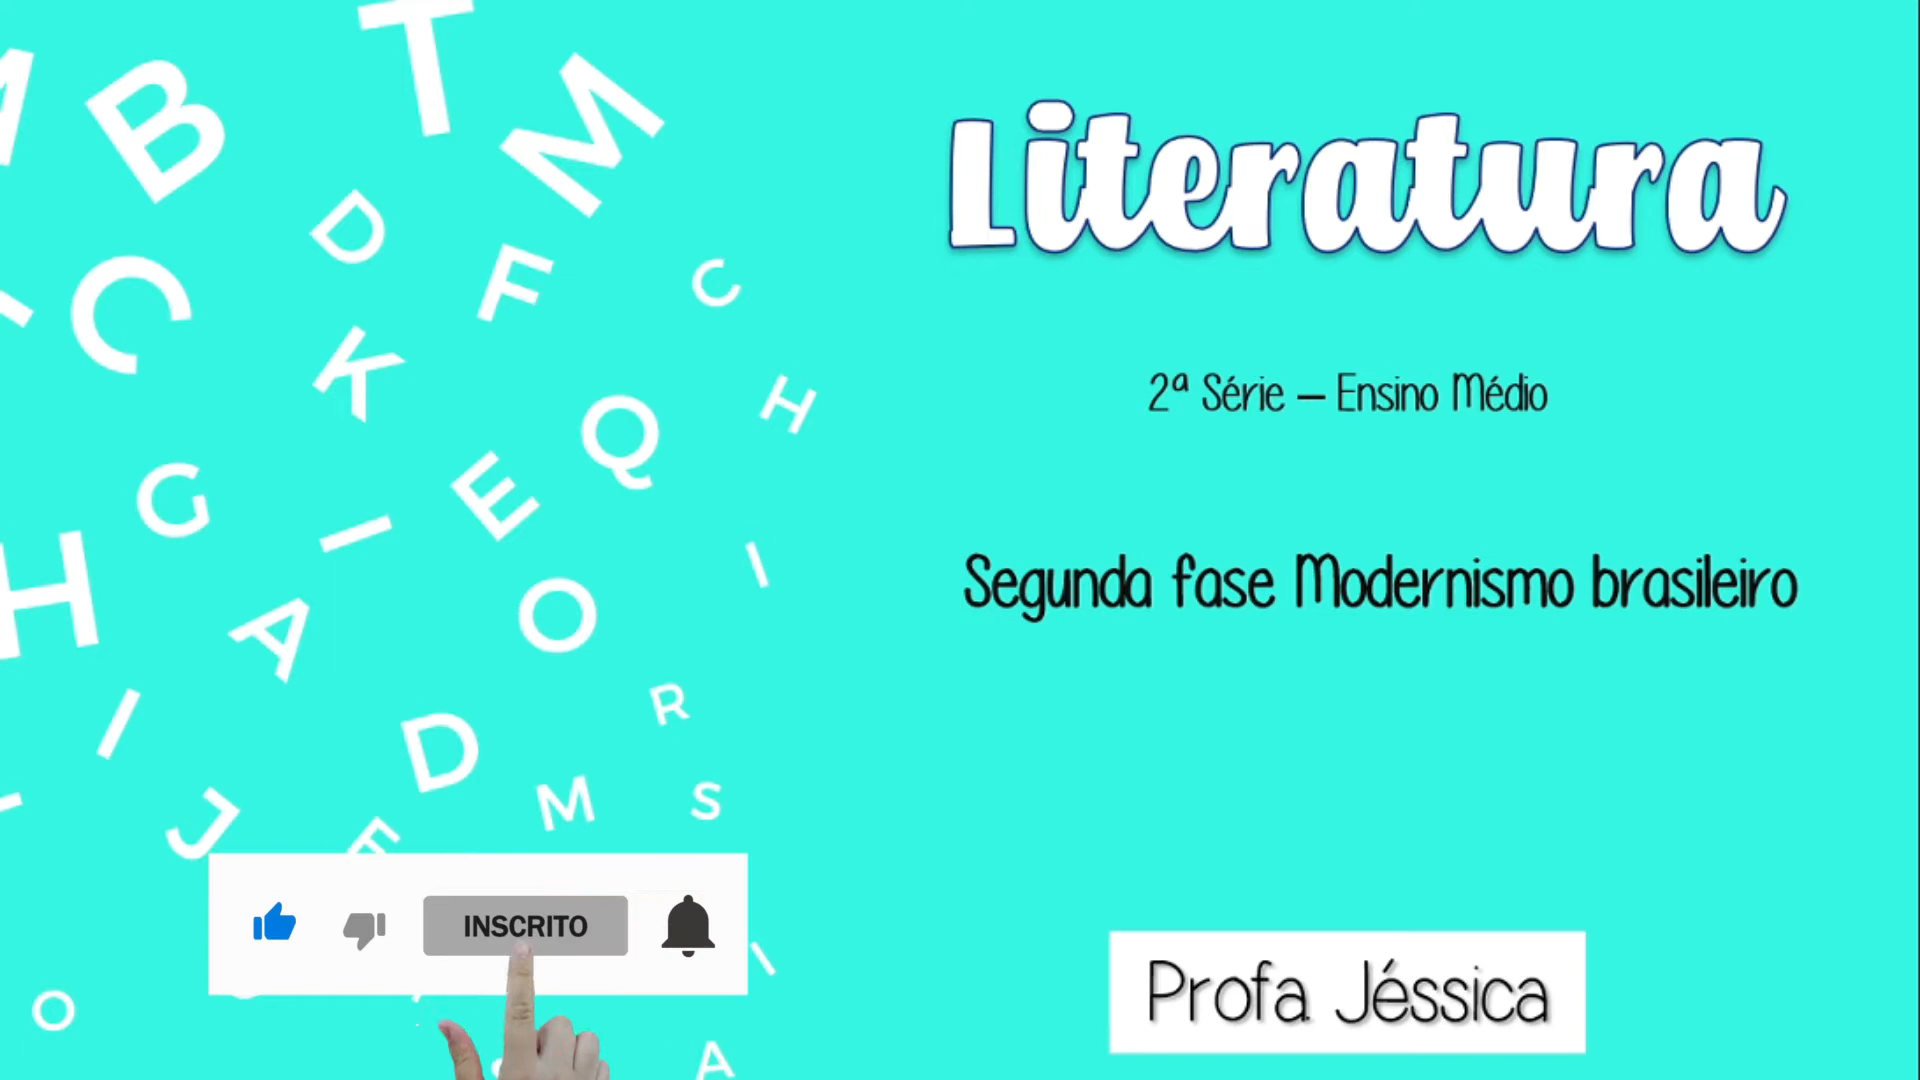 Literatura
2ª Série – Ensino Médio
Segunda fase Modernismo brasileiro
INSCRITO
Profa. Jéssica